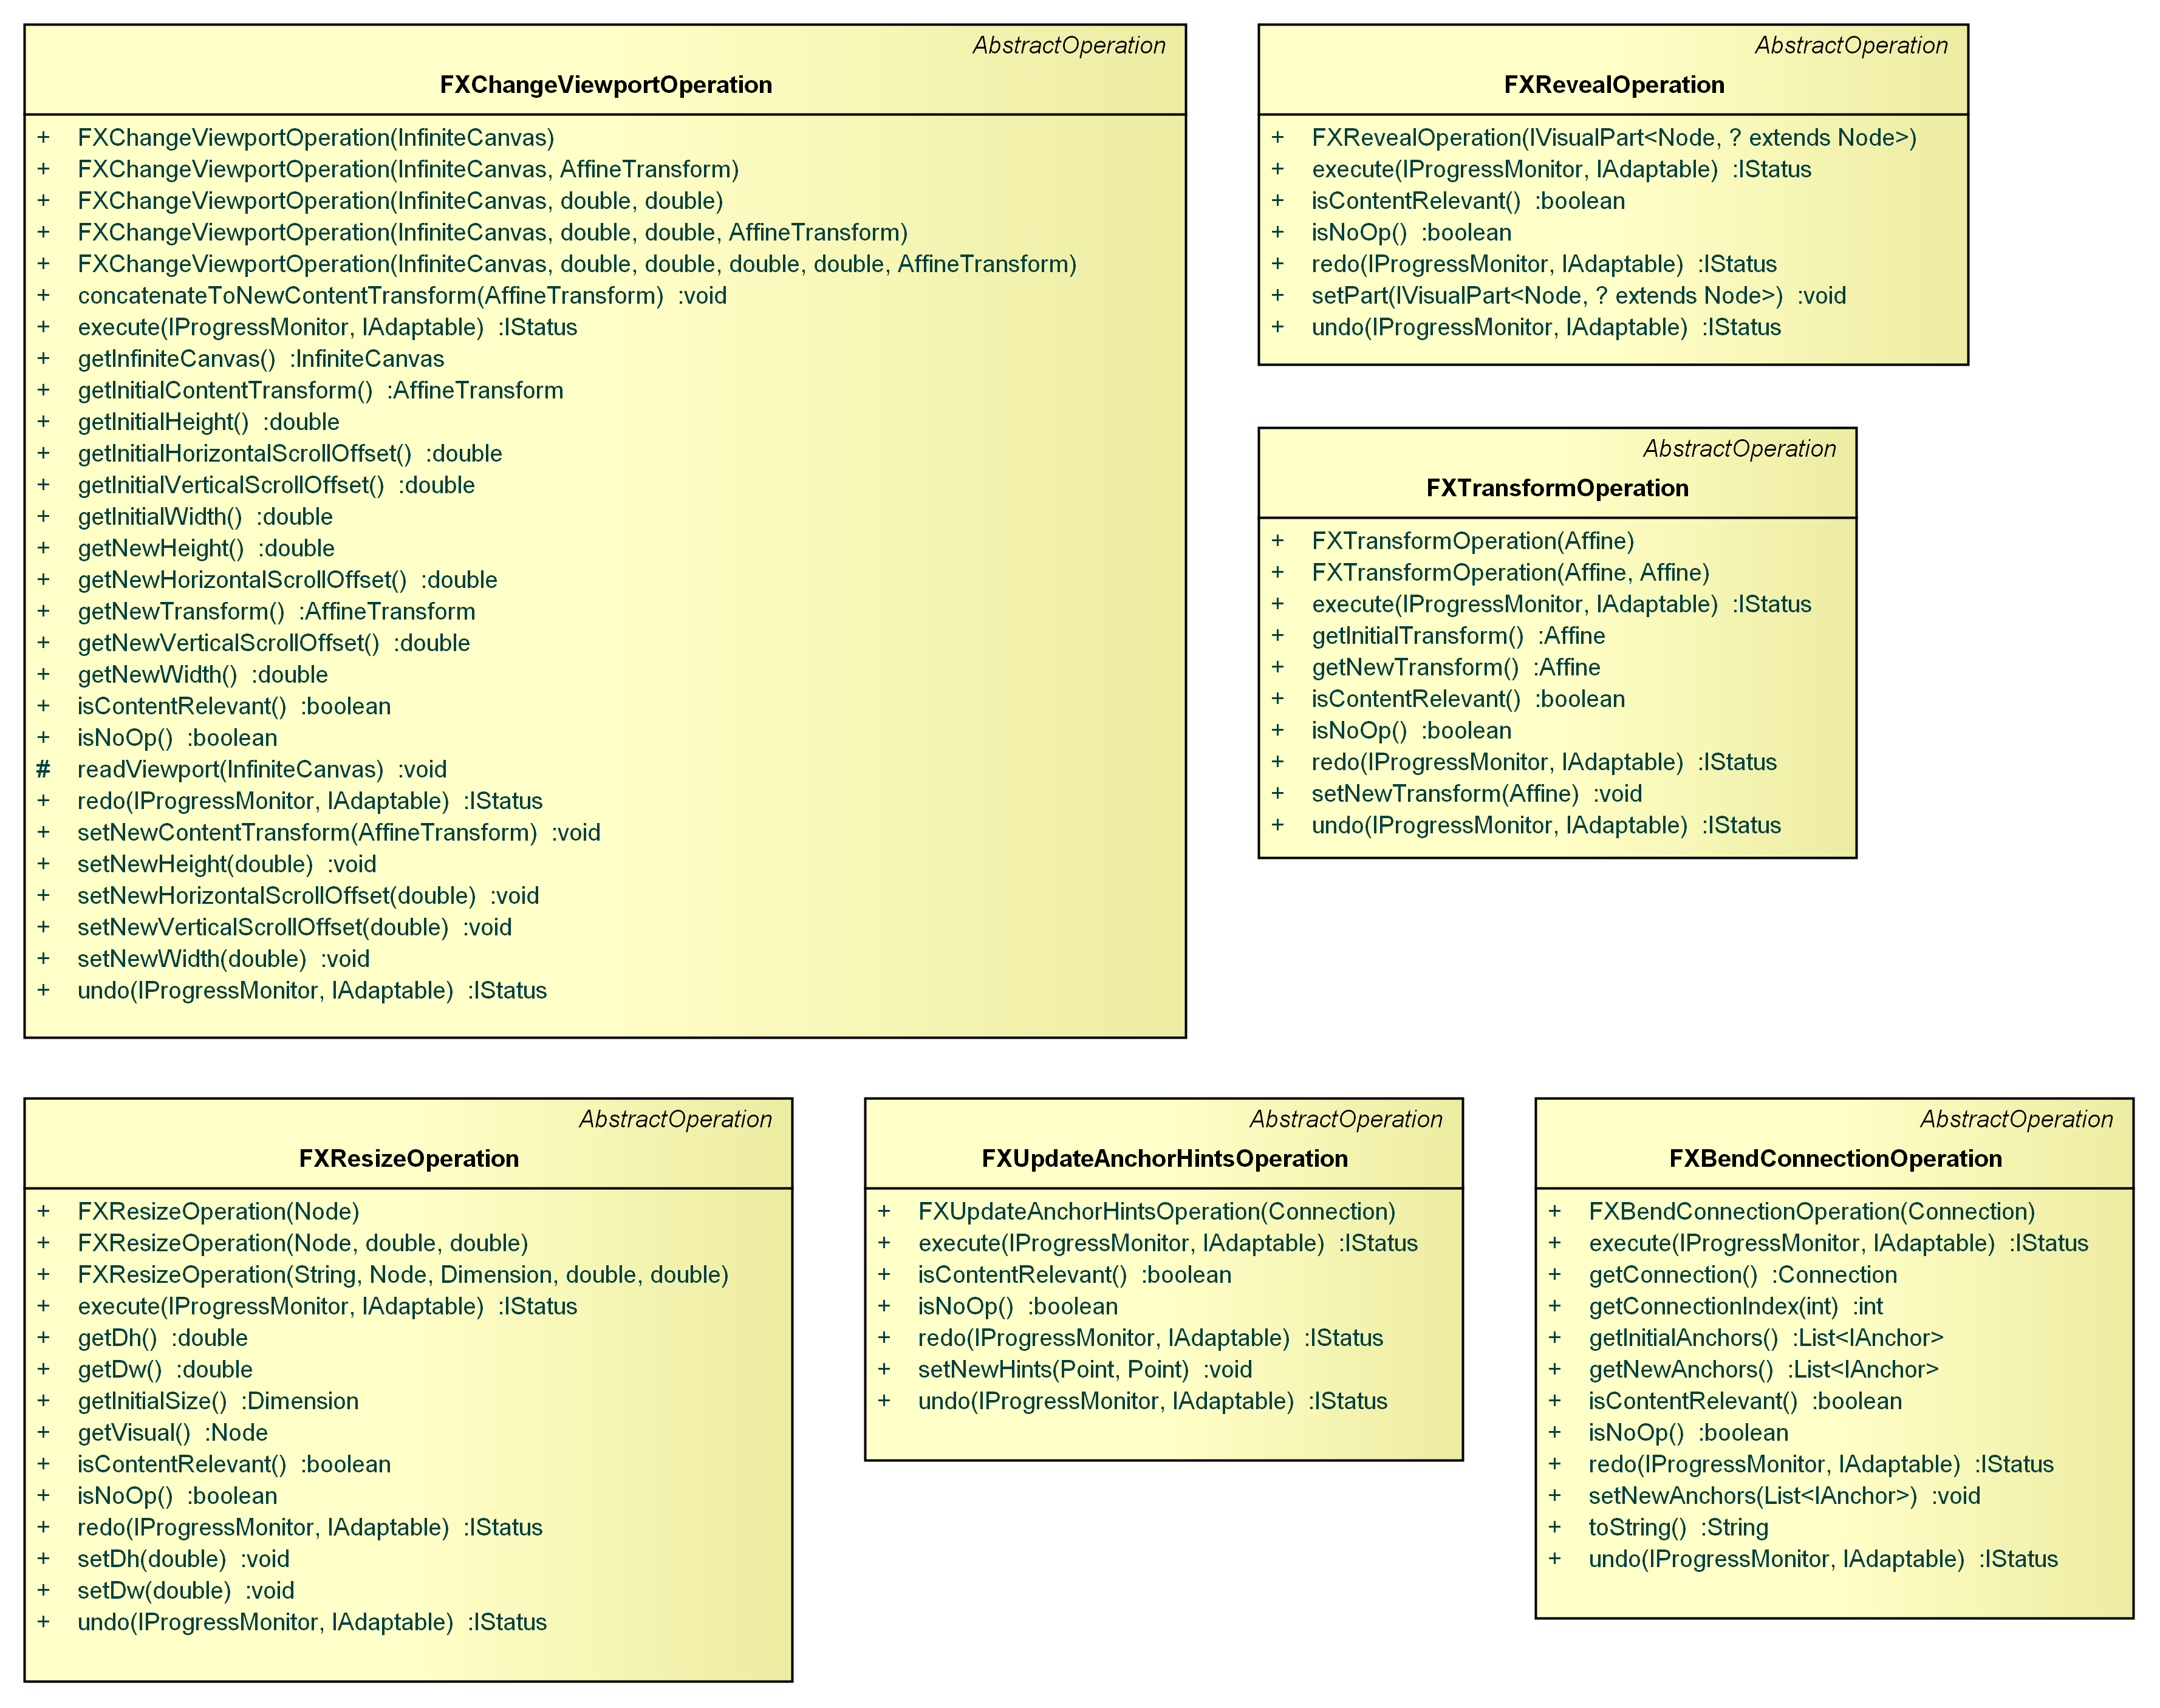 AbstractOperation
FXChangeViewportOperation
+ FXChangeViewportOperation(InfiniteCanvas)
+ FXChangeViewportOperation(InfiniteCanvas, AffineTransform)
+ FXChangeViewportOperation(InfiniteCanvas, double, double)
+ FXChangeViewportOperation(InfiniteCanvas, double, double, AffineTransform)
+ FXChangeViewportOperation(InfiniteCanvas, double, double, double, double, AffineTransform)
+ concatenateToNewContentTransform(AffineTransform) :void
+ execute(IProgressMonitor, IAdaptable) :IStatus
+ getInfiniteCanvas() :InfiniteCanvas
+ getInitialContentTransform() :AffineTransform
+ getInitialHeight() :double
+ getInitialHorizontalScrollOffset() :double
+ getInitialVerticalScrollOffset() :double
+ getInitialWidth() :double
+ getNewHeight() :double
+ getNewHorizontalScrollOffset() :double
+ getNewTransform() :AffineTransform
+ getNewVerticalScrollOffset() :double
+ getNewWidth() :double
+ isContentRelevant() :boolean
+ isNoOp() :boolean
# readViewport(InfiniteCanvas) :void
+ redo(IProgressMonitor, IAdaptable) :IStatus
+ setNewContentTransform(AffineTransform) :void
+ setNewHeight(double) :void
+ setNewHorizontalScrollOffset(double) :void
+ setNewVerticalScrollOffset(double) :void
+ setNewWidth(double) :void
+ undo(IProgressMonitor, IAdaptable) :IStatus
AbstractOperation
FXRevealOperation
+ FXRevealOperation(IVisualPart<Node, ? extends Node>)
+ execute(IProgressMonitor, IAdaptable) :IStatus
+ isContentRelevant() :boolean
+ isNoOp() :boolean
+ redo(IProgressMonitor, IAdaptable) :IStatus
+ setPart(IVisualPart<Node, ? extends Node>) :void
+ undo(IProgressMonitor, IAdaptable) :IStatus
AbstractOperation
FXTransformOperation
+ FXTransformOperation(Affine)
+ FXTransformOperation(Affine, Affine)
+ execute(IProgressMonitor, IAdaptable) :IStatus
+ getInitialTransform() :Affine
+ getNewTransform() :Affine
+ isContentRelevant() :boolean
+ isNoOp() :boolean
+ redo(IProgressMonitor, IAdaptable) :IStatus
+ setNewTransform(Affine) :void
+ undo(IProgressMonitor, IAdaptable) :IStatus
AbstractOperation
FXResizeOperation
+ FXResizeOperation(Node)
+ FXResizeOperation(Node, double, double)
+ FXResizeOperation(String, Node, Dimension, double, double)
+ execute(IProgressMonitor, IAdaptable) :IStatus
+ getDh() :double
+ getDw() :double
+ getInitialSize() :Dimension
+ getVisual() :Node
+ isContentRelevant() :boolean
+ isNoOp() :boolean
+ redo(IProgressMonitor, IAdaptable) :IStatus
+ setDh(double) :void
+ setDw(double) :void
+ undo(IProgressMonitor, IAdaptable) :IStatus
AbstractOperation
FXUpdateAnchorHintsOperation
+ FXUpdateAnchorHintsOperation(Connection)
+ execute(IProgressMonitor, IAdaptable) :IStatus
+ isContentRelevant() :boolean
+ isNoOp() :boolean
+ redo(IProgressMonitor, IAdaptable) :IStatus
+ setNewHints(Point, Point) :void
+ undo(IProgressMonitor, IAdaptable) :IStatus
AbstractOperation
FXBendConnectionOperation
+ FXBendConnectionOperation(Connection)
+ execute(IProgressMonitor, IAdaptable) :IStatus
+ getConnection() :Connection
+ getConnectionIndex(int) :int
+ getInitialAnchors() :List<IAnchor>
+ getNewAnchors() :List<IAnchor>
+ isContentRelevant() :boolean
+ isNoOp() :boolean
+ redo(IProgressMonitor, IAdaptable) :IStatus
+ setNewAnchors(List<IAnchor>) :void
+ toString() :String
+ undo(IProgressMonitor, IAdaptable) :IStatus